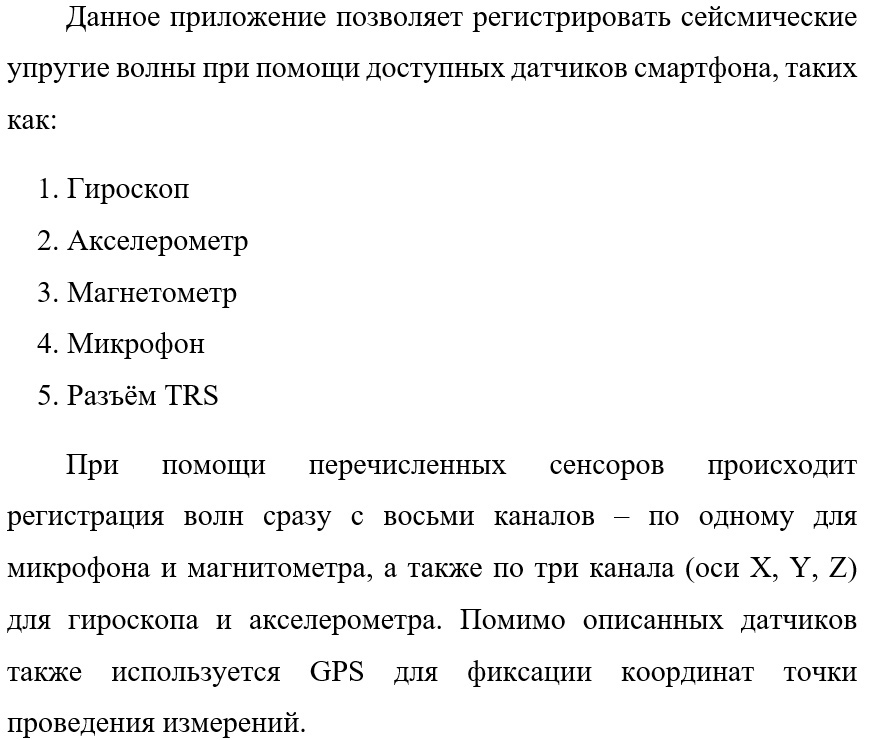 Данное приложение позволяет регистрировать сейсмические
упругие волны при помощи доступных датчиков смартфона, таких
как:
1. Гироскоп
2. Акселерометр
3. Магнетометр
4. Микрофон
5. Разъём TRS
При помощи перечисленных сенсоров происходит
регистрация волн сразу с восьми каналов – по одному для
микрофона и магнитометра, а также по три канала (оси X, Y, Z)
для гироскопа и акселерометра. Помимо описанных датчиков
также используется GPS для фиксации координат точки
проведения измерений.